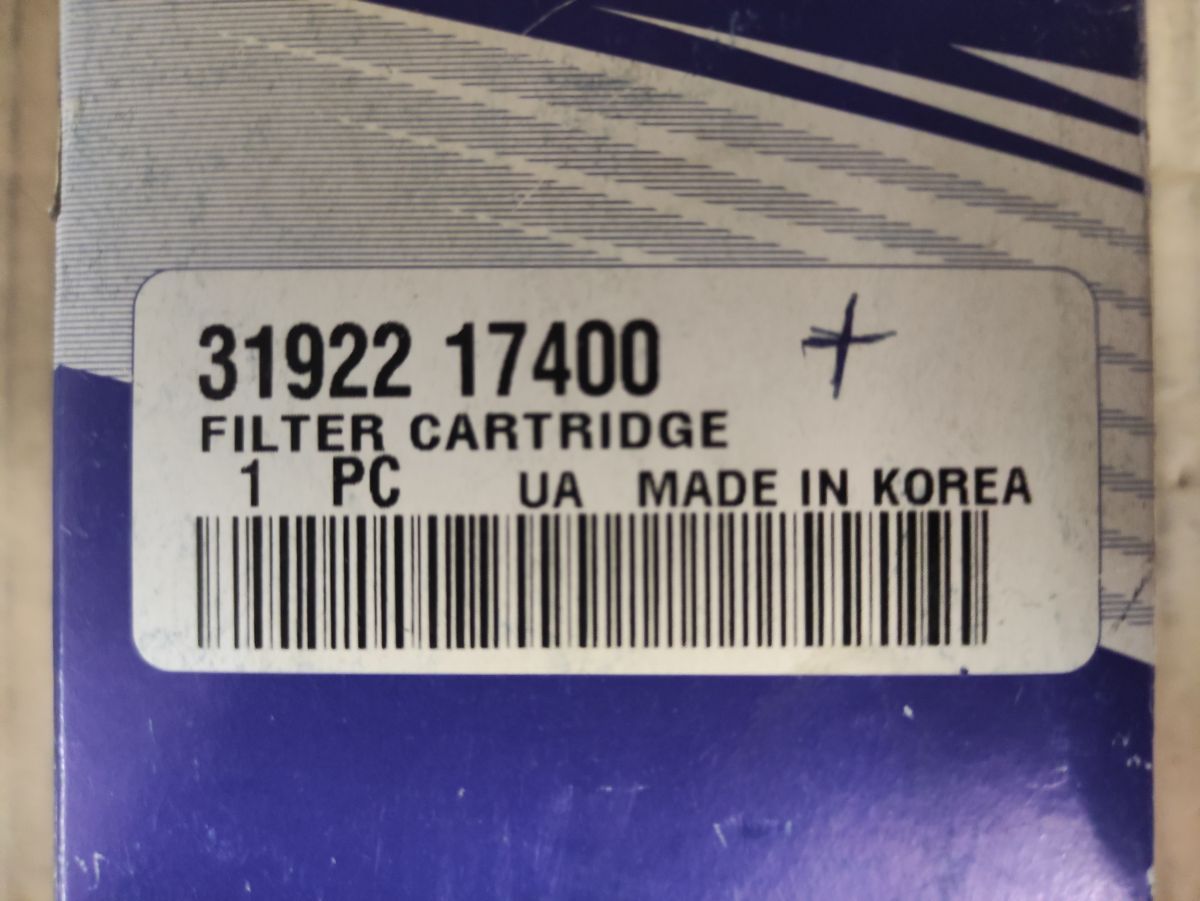 31922 17400
FILTER CARTRIDGE
1 PC UA MADE IN KOREA